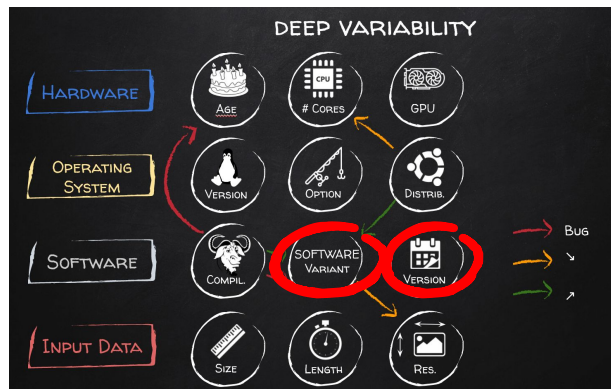 DEEP VARIABILITY
HARDWARE
AGE
CPU
# CORES
GPU
OPERATING
SYSTEM
VERSION
OPTION
DISTRIB.
SOFTWARE
COMPIL.
SOFTWARE
VARIANT
VERSION
BUG
↘
↗
INPUT DATA
SIZE
LENGTH
RES.